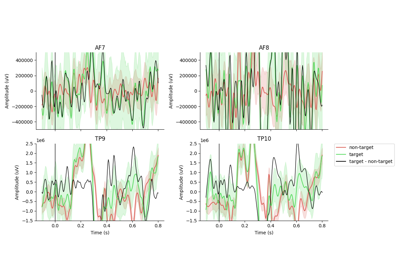 AF7
AF8
Amplitude (uV)
400000
200000
0
−200000
−400000
Amplitude (uV)
400000
200000
0
−200000
−400000
TP9
TP10
1e6
Amplitude (uV)
2.5
2.0
1.5
1.0
0.5
0.0
−0.5
−1.0
−1.5
0.0 0.2 0.4 0.6 0.8
Time (s)
1e6
Amplitude (uV)
2.5
2.0
1.5
1.0
0.5
0.0
−0.5
−1.0
−1.5
0.0 0.2 0.4 0.6 0.8
Time (s)
non-target
target
target - non-target